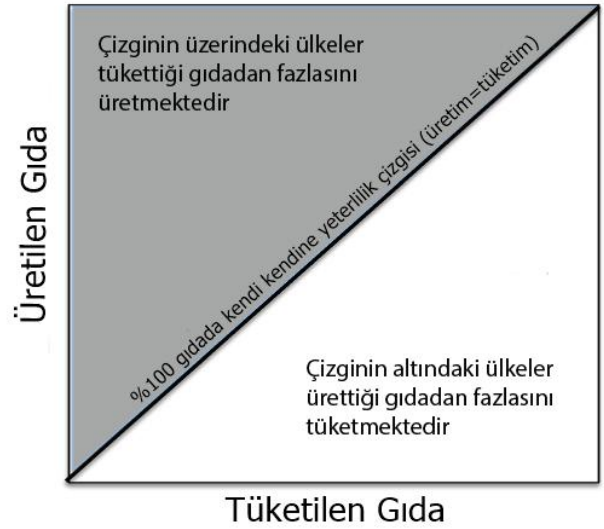 Çizginin üzerindeki ülkeler
tükettiği gıdadan fazlasını
üretmektedir
%100 gıdada kendi kendine yeterlilik çizgisi (üretim=tüketim)
Üretilen Gıda
Çizginin altındaki ülkeler
ürettiği gıdadan fazlasını
tüketmektedir
Tüketilen Gıda